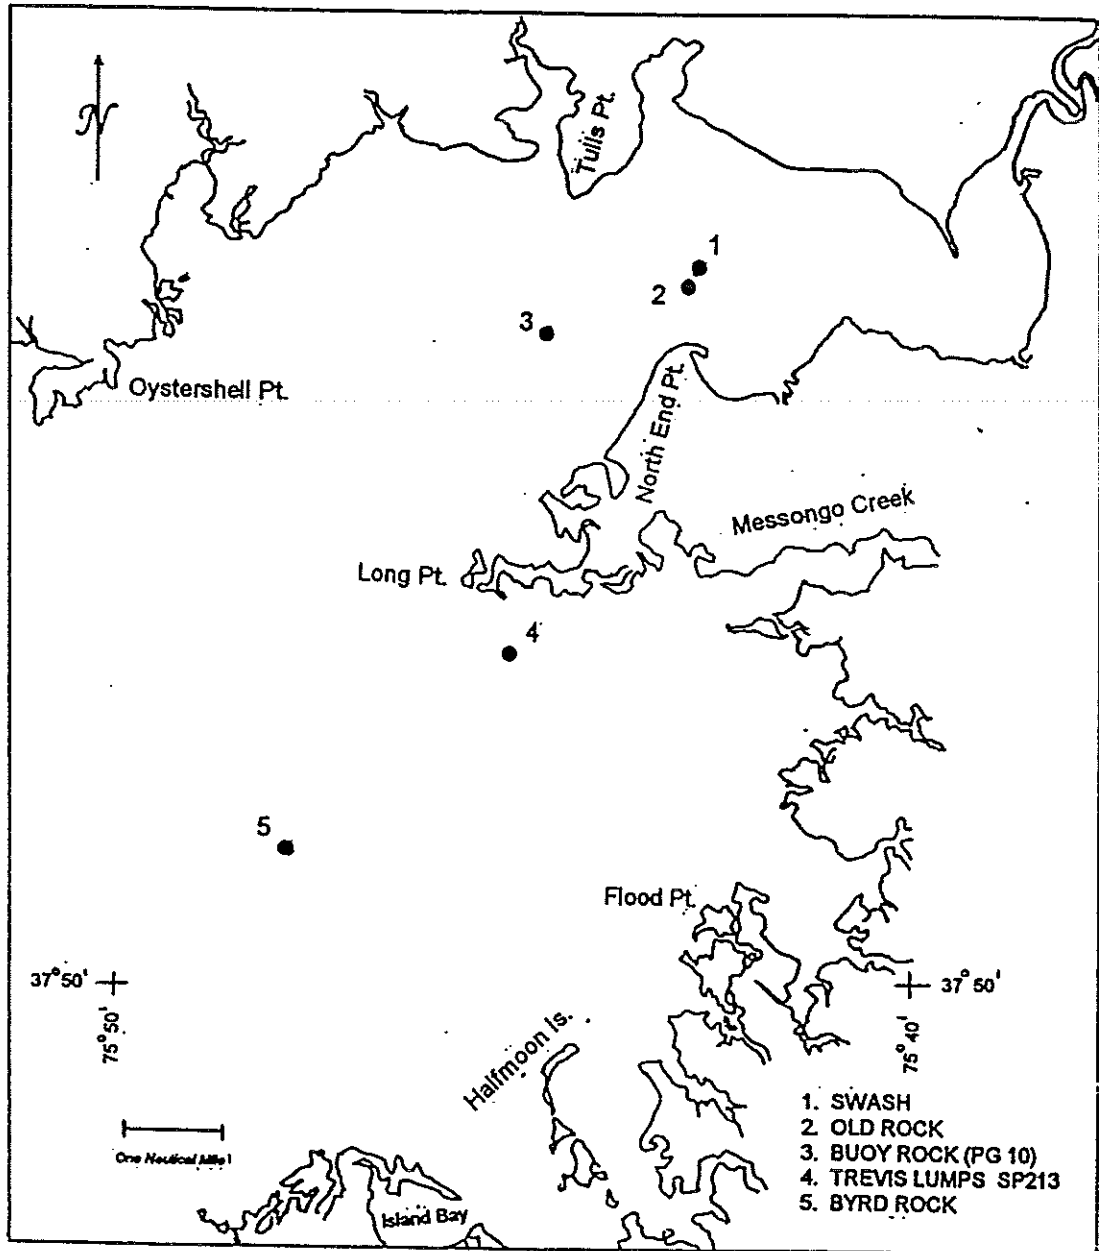 N
Tulls Pt.
1
2
3
Oystershell Pt.
North End Pt.
Messongo Creek
Long Pt.
4
5
Flood Pt.
37°50'
37°50'
75°50'
75°40'
Halfmoon Is.
1. SWASH
2. OLD ROCK
3. BUOY ROCK (PG 10)
4. TREVIS LUMPS SP213
5. BYRD ROCK
One Nautical Mile
Island Bay